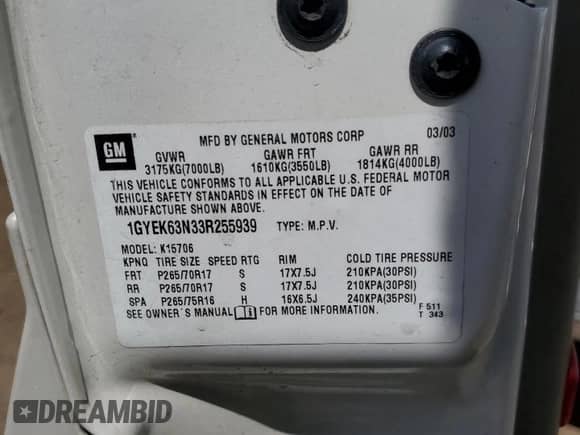 GM
MFD BY GENERAL MOTORS CORP 03/03
GVWR GAWR FRT GAWR RR
3175KG(7000LB) 1610KG(3550LB) 1814KG(4000LB)
THIS VEHICLE CONFORMS TO ALL APPLICABLE U.S. FEDERAL MOTOR
VEHICLE SAFETY STANDARDS IN EFFECT ON THE DATE OF
MANUFACTURE SHOWN ABOVE.
1GYEK63N33R255939 TYPE: M.P.V.
MODEL: K15706
KPNQ TIRE SIZE SPEED RTG RIM COLD TIRE PRESSURE
FRT P265/70R17 S 17X7.5J 210KPA(30PSI)
RR P265/70R17 S 17X7.5J 210KPA(30PSI)
SPA P265/75R16 H 16X6.5J 240KPA(35PSI)
SEE OWNER'S MANUAL FOR MORE INFORMATION.
F 511
T 343
DREAMBID